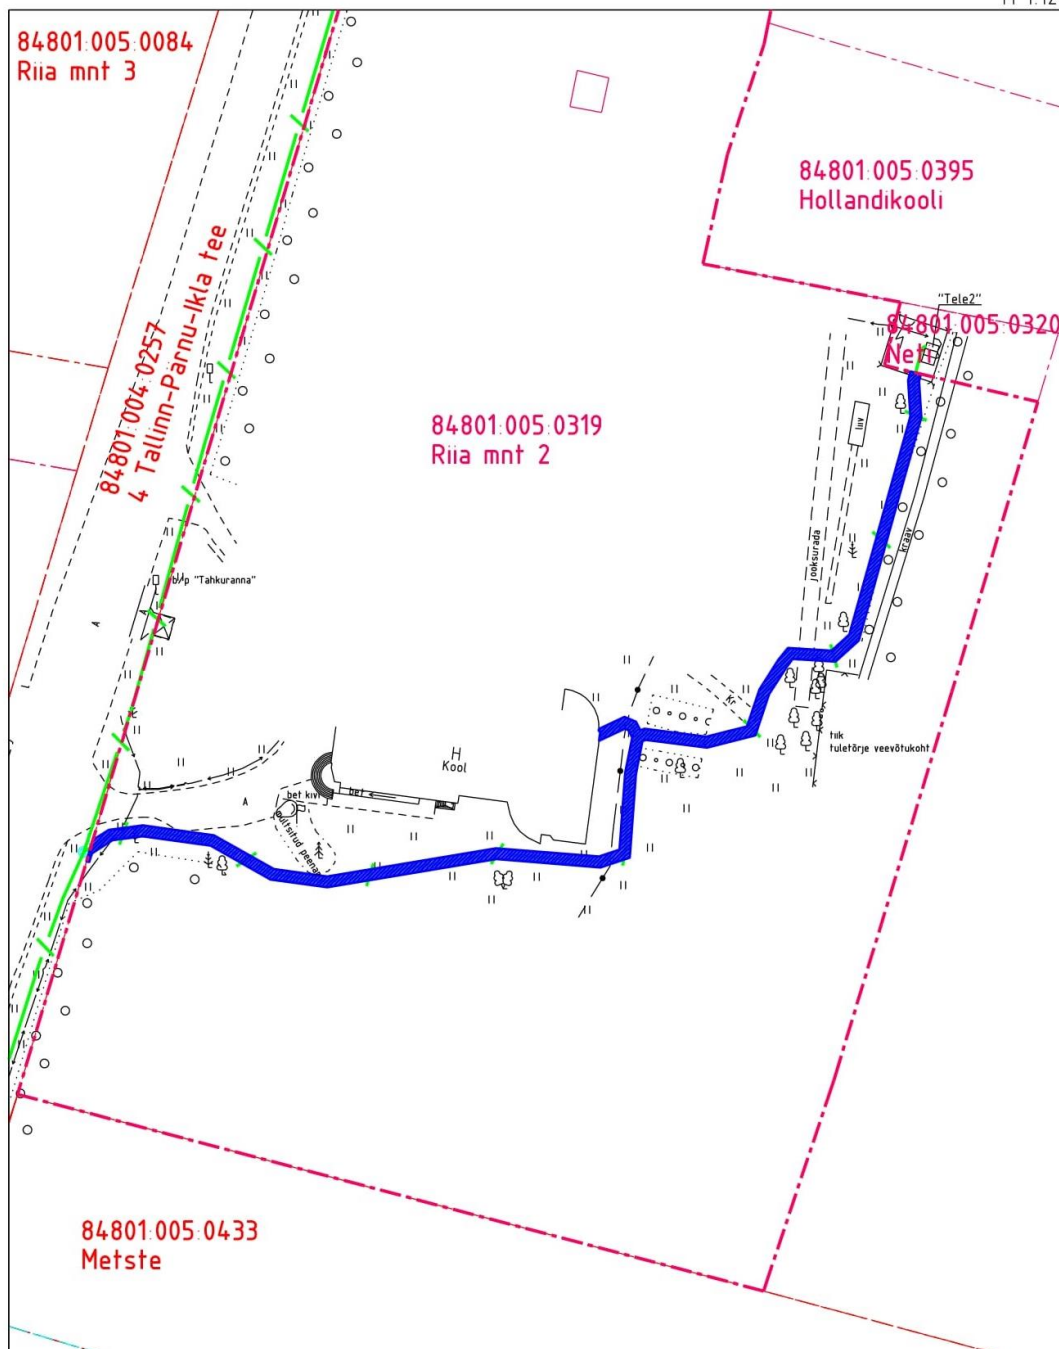 84801:005:0084
Riia mnt 3
84801:005:0395
Hollandikooli
"Tele2"
84801:005:0320
Neti
84801:004:0257
4 Tallinn-Pärnu-Ikla tee
84801:005:0319
Riia mnt 2
luv
jooksurada
kraav
b/p "Tahkuranna"
A
Kr
H
Kool
bet
bet kivi
A
tiik
tuletõrje veevõtukoht
84801:005:0433
Metste